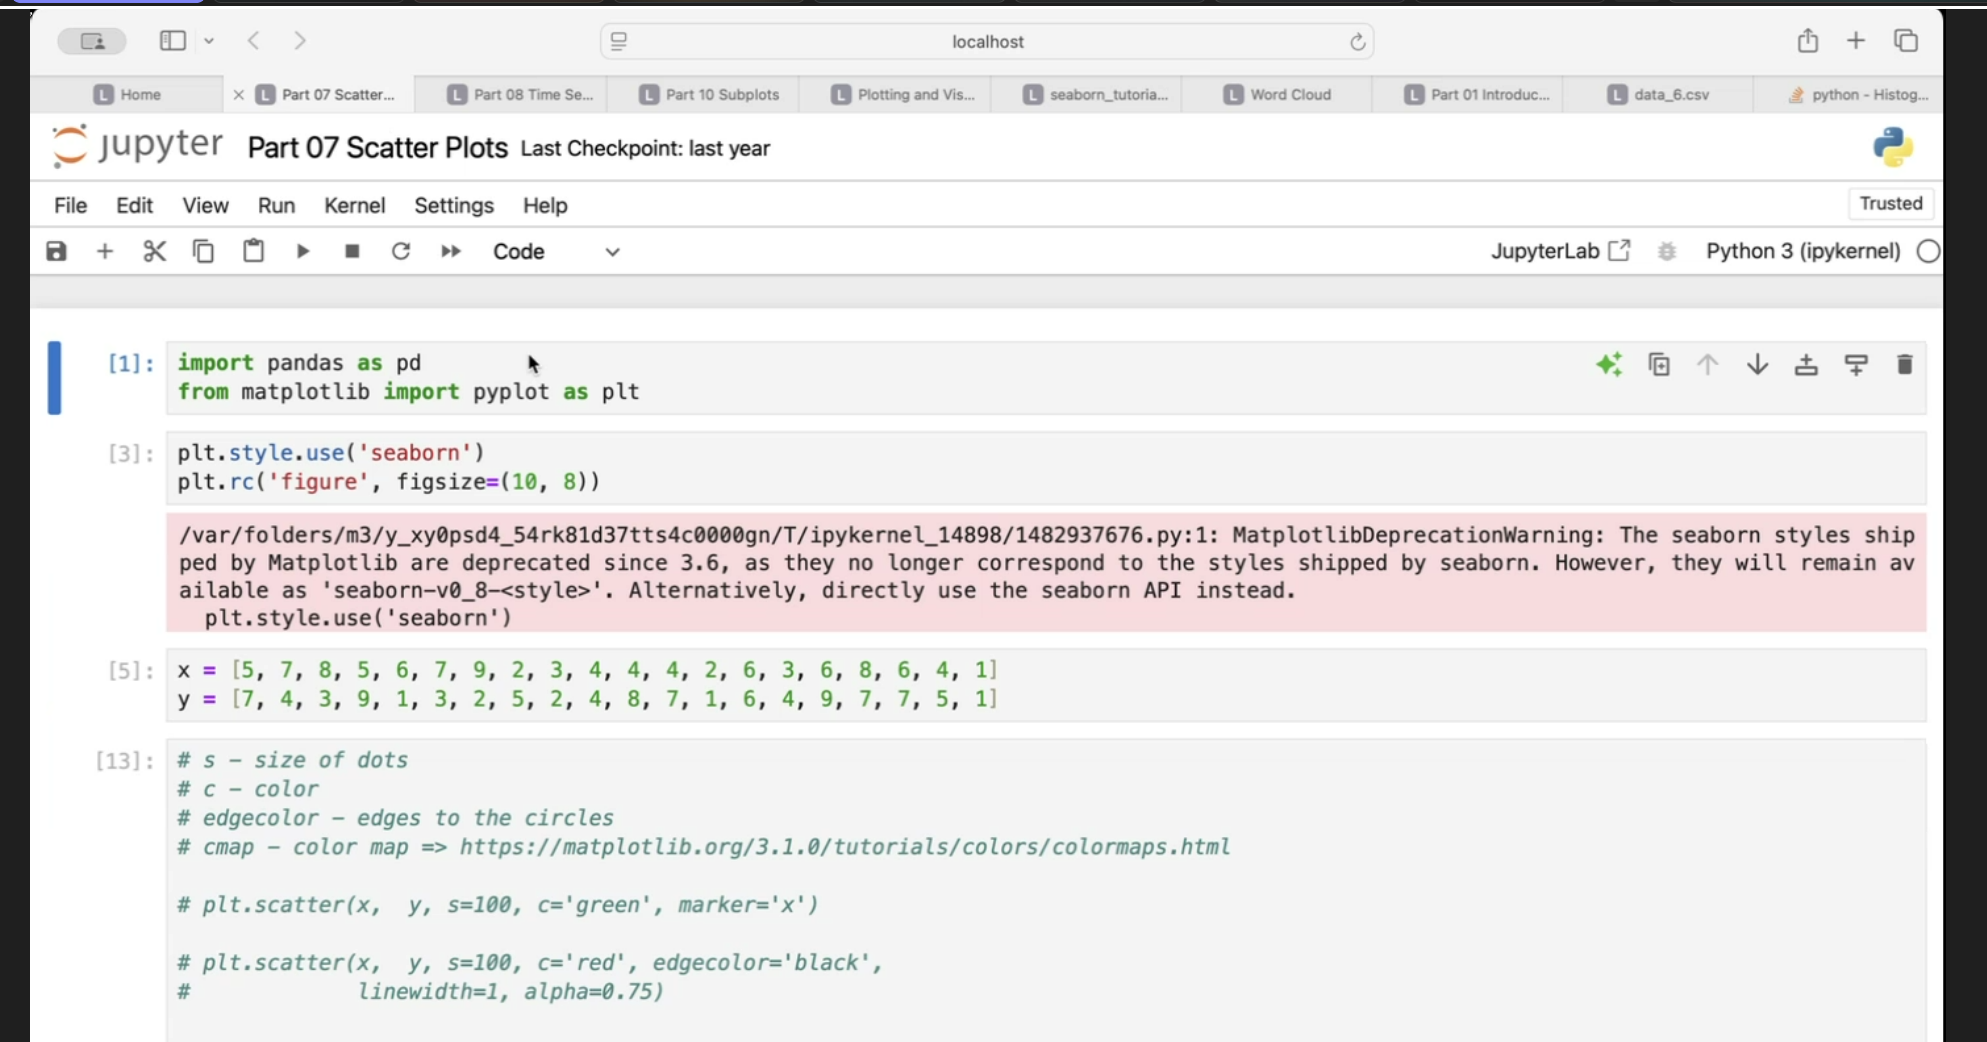 localhost
Home
Part 07 Scatter...
Part 08 Time Se...
Part 10 Subplots
Plotting and Vis...
seaborn_tutoria...
Word Cloud
Part 01 Introduc...
data_6.csv
python - Histog...
jupyter Part 07 Scatter Plots Last Checkpoint: last year
File Edit View Run Kernel Settings Help Trusted
Code JupyterLab Python 3 (ipykernel)
[1]: import pandas as pd
from matplotlib import pyplot as plt
[3]: plt.style.use('seaborn')
plt.rc('figure', figsize=(10, 8))
/var/folders/m3/y_xy0psd4_54rk81d37tts4c0000gn/T/ipykernel_14898/1482937676.py:1: MatplotlibDeprecationWarning: The seaborn styles ship
ped by Matplotlib are deprecated since 3.6, as they no longer correspond to the styles shipped by seaborn. However, they will remain av
ailable as 'seaborn-v0_8-<style>'. Alternatively, directly use the seaborn API instead.
plt.style.use('seaborn')
[5]: x = [5, 7, 8, 5, 6, 7, 9, 2, 3, 4, 4, 4, 2, 6, 3, 6, 8, 6, 4, 1]
y = [7, 4, 3, 9, 1, 3, 2, 5, 2, 4, 8, 7, 1, 6, 4, 9, 7, 7, 5, 1]
[13]: # s - size of dots
# c - color
# edgecolor - edges to the circles
# cmap - color map => https://matplotlib.org/3.1.0/tutorials/colors/colormaps.html
# plt.scatter(x,  y, s=100, c='green', marker='x')
# plt.scatter(x,  y, s=100, c='red', edgecolor='black',
#             linewidth=1, alpha=0.75)